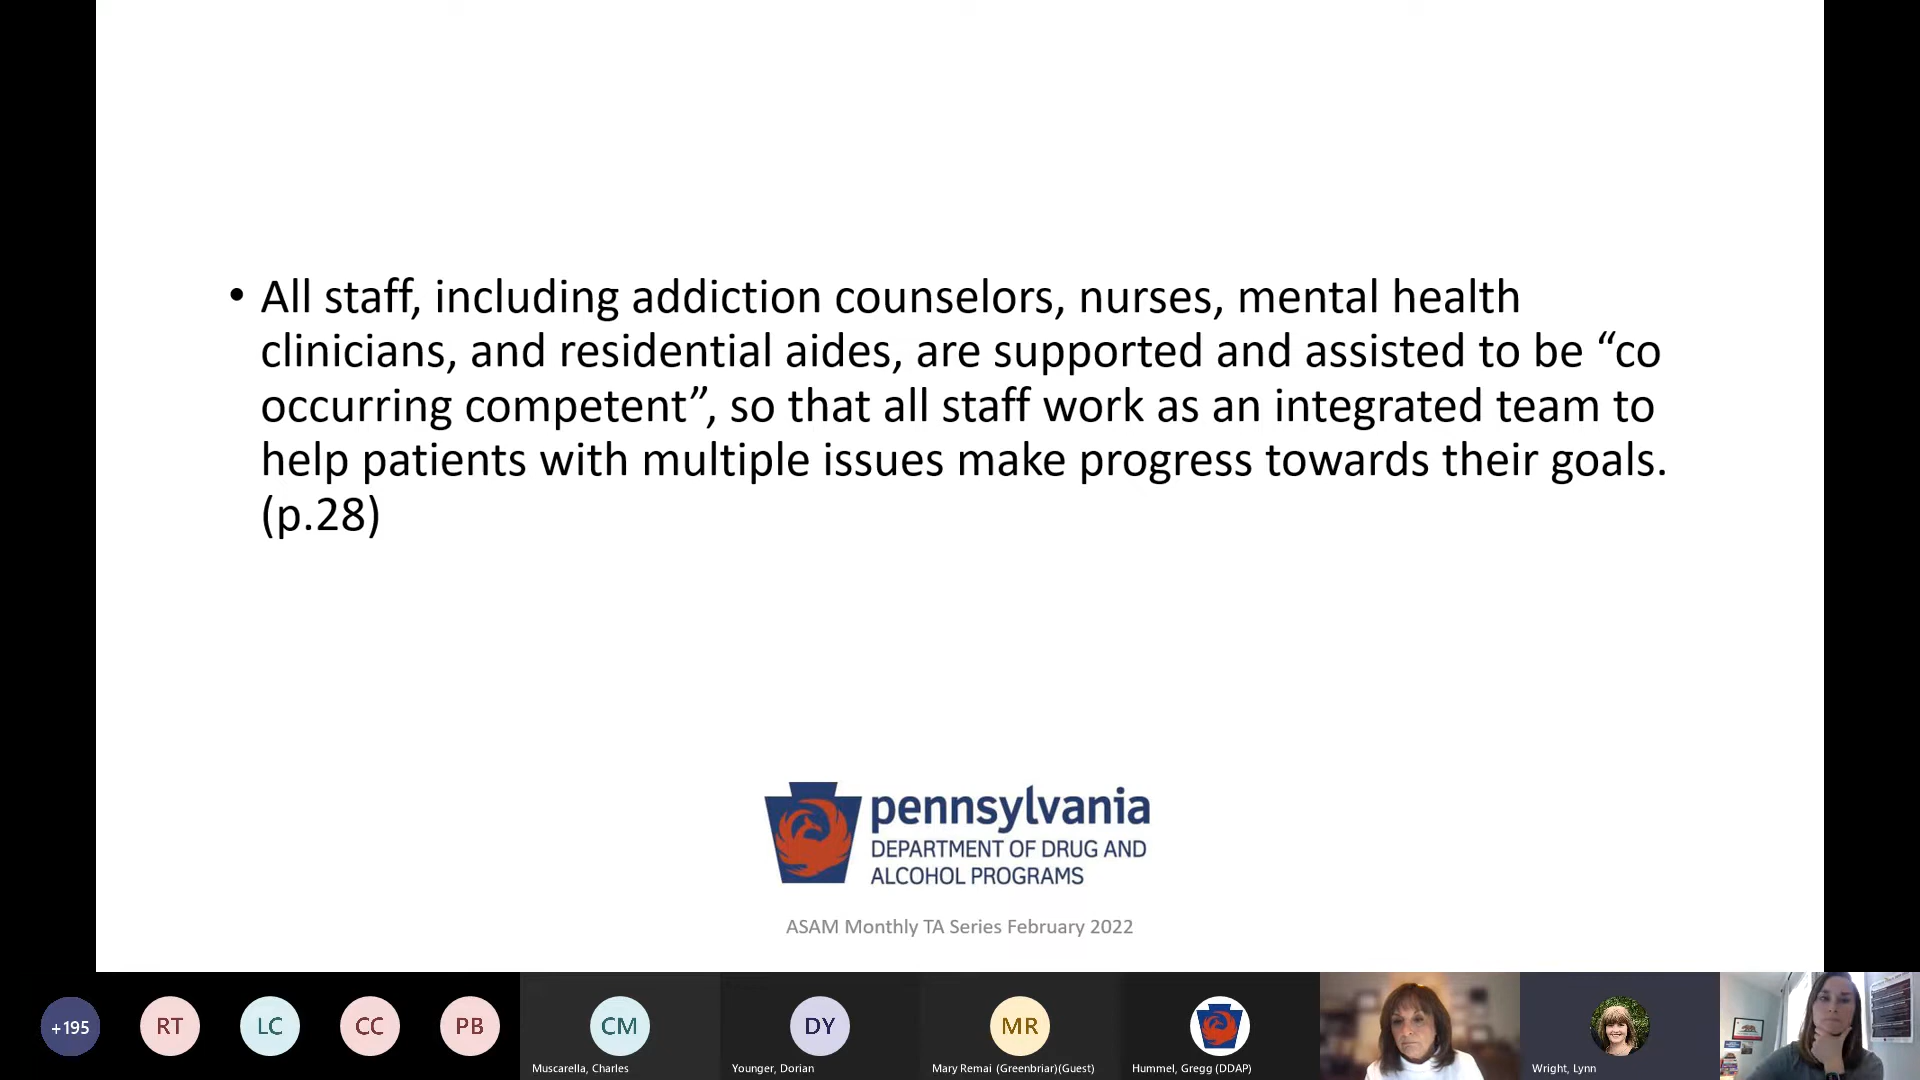 • All staff, including addiction counselors, nurses, mental health
clinicians, and residential aides, are supported and assisted to be “co
occurring competent”, so that all staff work as an integrated team to
help patients with multiple issues make progress towards their goals.
(p.28)
pennsylvania
DEPARTMENT OF DRUG AND
ALCOHOL PROGRAMS
ASAM Monthly TA Series February 2022
+195
RT
LC
CC
PB
CM
DY
MR
Muscarella, Charles
Younger, Dorian
Mary Remai (Greenbriar)(Guest)
Hummel, Gregg (DDAP)
Wright, Lynn